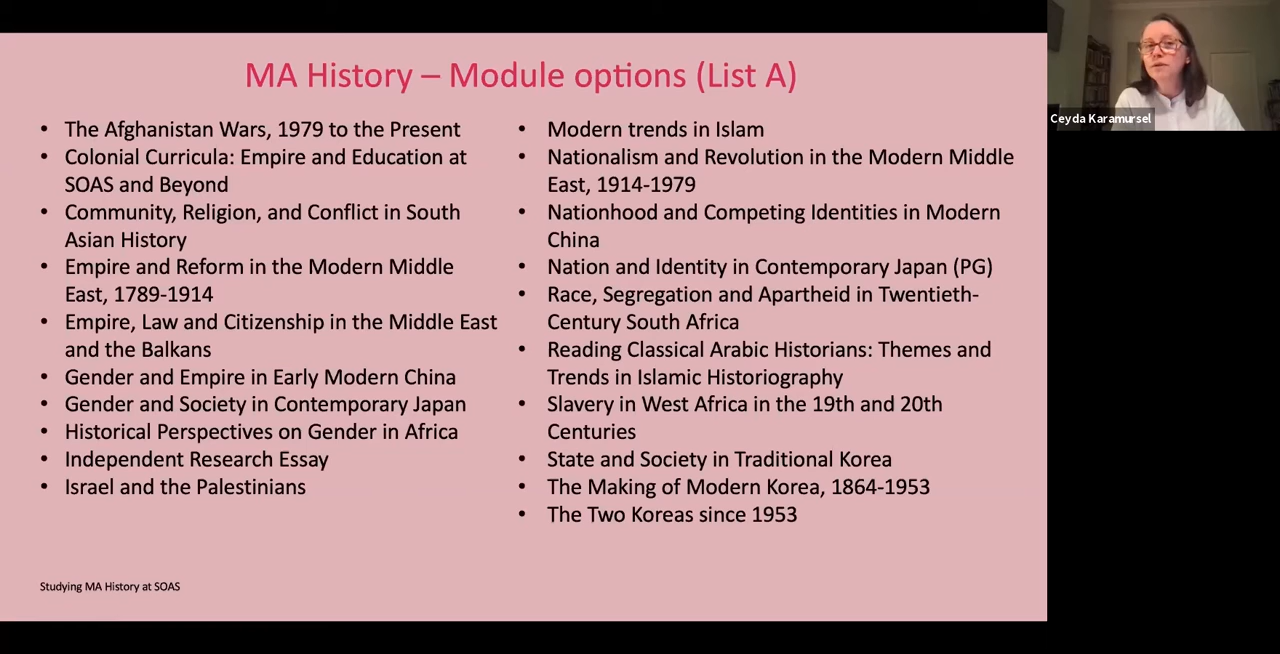 MA History – Module options (List A)
• The Afghanistan Wars, 1979 to the Present
• Colonial Curricula: Empire and Education at
SOAS and Beyond
• Community, Religion, and Conflict in South
Asian History
• Empire and Reform in the Modern Middle
East, 1789-1914
• Empire, Law and Citizenship in the Middle East
and the Balkans
• Gender and Empire in Early Modern China
• Gender and Society in Contemporary Japan
• Historical Perspectives on Gender in Africa
• Independent Research Essay
• Israel and the Palestinians
• Modern trends in Islam
• Nationalism and Revolution in the Modern Middle
East, 1914-1979
• Nationhood and Competing Identities in Modern
China
• Nation and Identity in Contemporary Japan (PG)
• Race, Segregation and Apartheid in Twentieth-
Century South Africa
• Reading Classical Arabic Historians: Themes and
Trends in Islamic Historiography
• Slavery in West Africa in the 19th and 20th
Centuries
• State and Society in Traditional Korea
• The Making of Modern Korea, 1864-1953
• The Two Koreas since 1953
Studying MA History at SOAS
Ceyda Karamursel